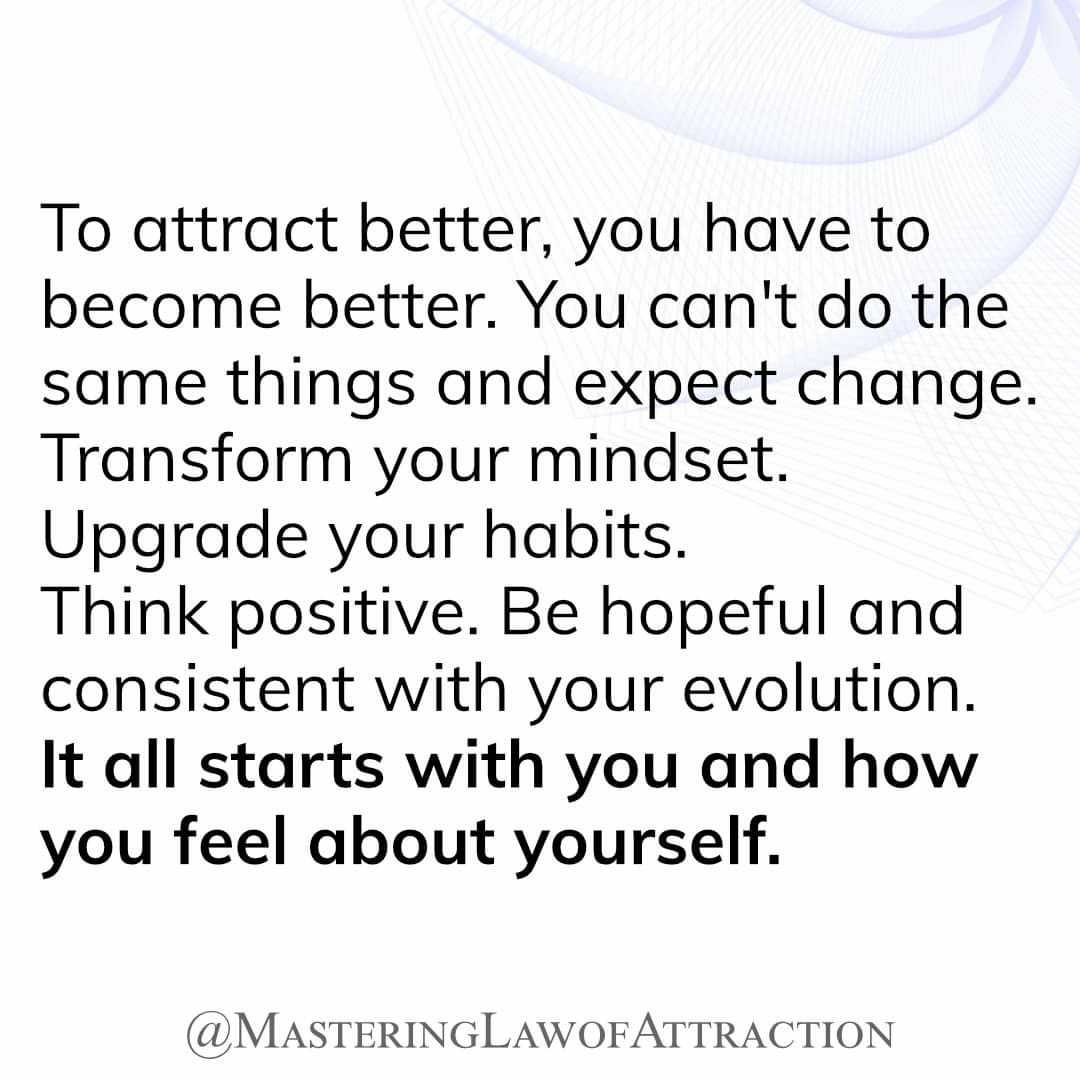 To attract better, you have to
become better. You can't do the
same things and expect change.
Transform your mindset.
Upgrade your habits.
Think positive. Be hopeful and
consistent with your evolution.
It all starts with you and how
you feel about yourself.
@MasteringLawofAttraction